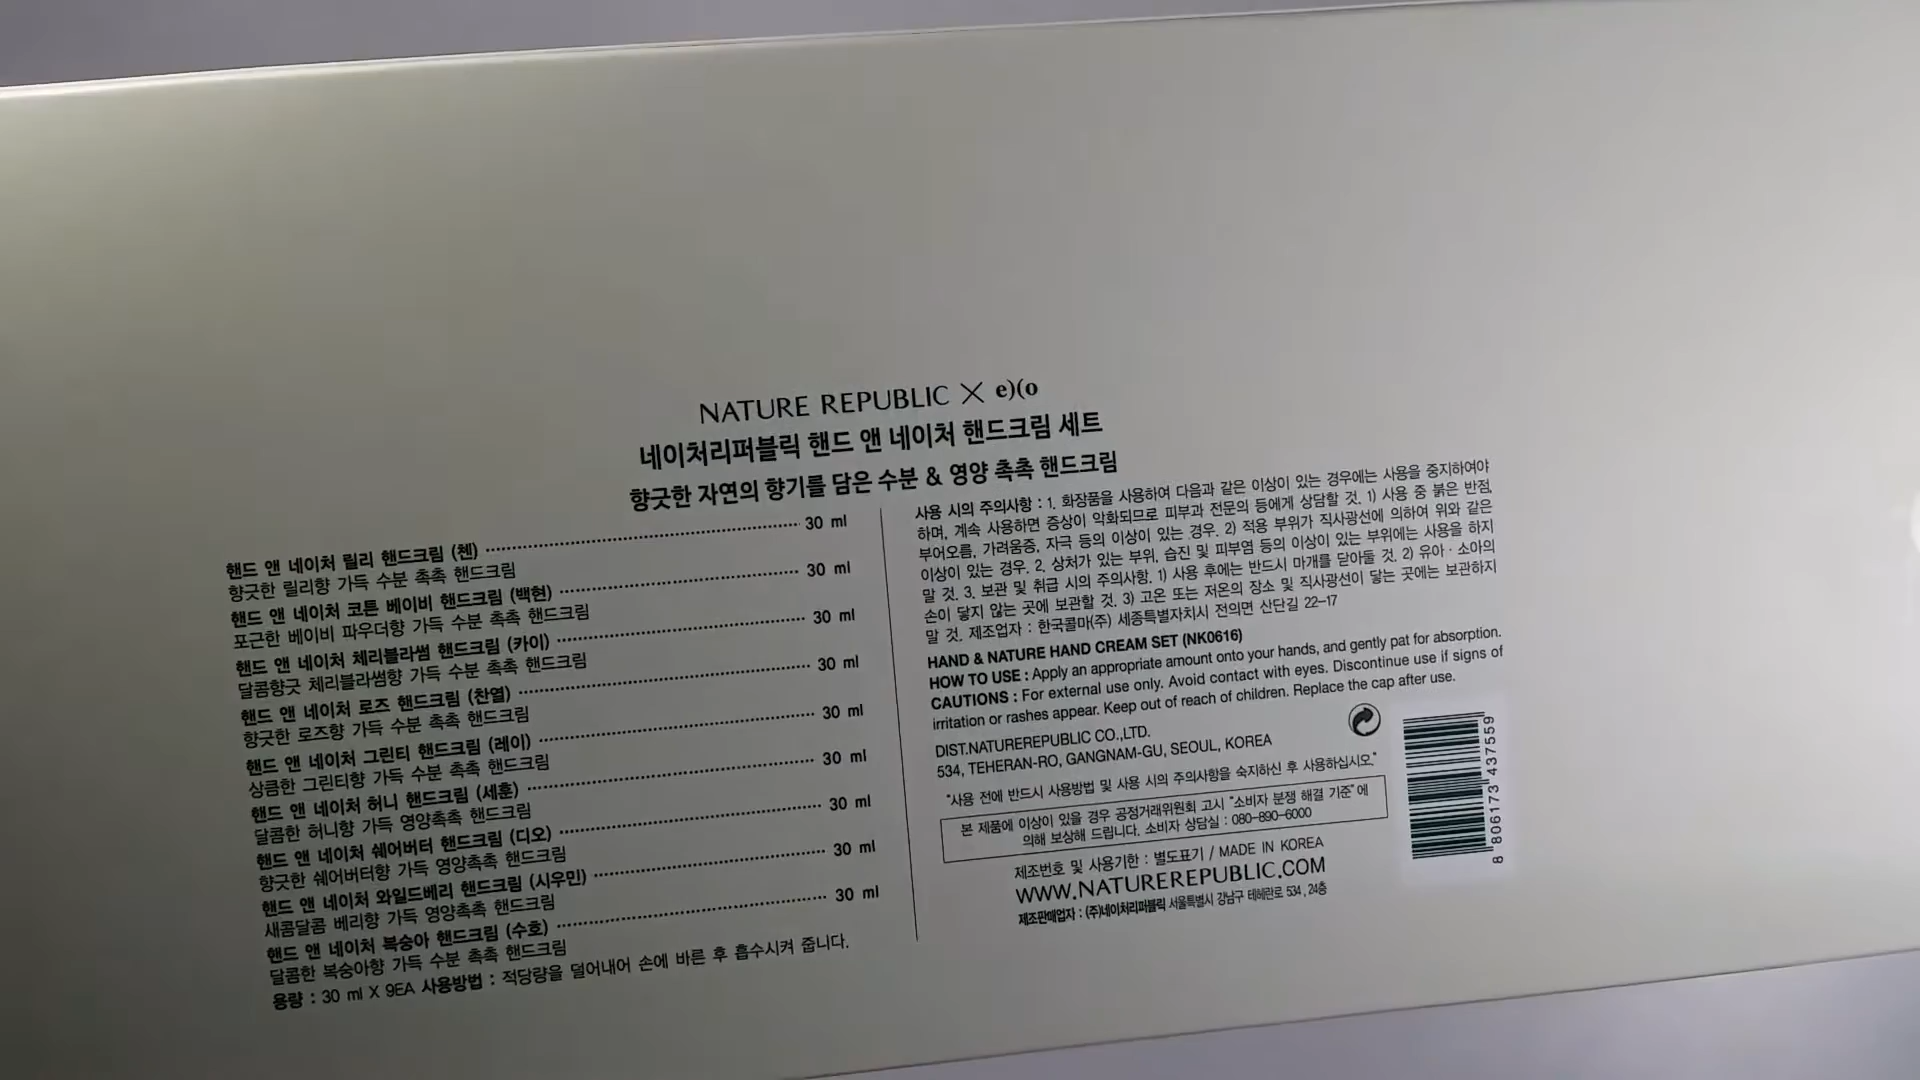 NATURE REPUBLIC X e)(o
네이처리퍼블릭 핸드 앤 네이처 핸드크림 세트
향긋한 자연의 향기를 담은 수분 & 영양 촉촉 핸드크림
핸드 앤 네이처 릴리 핸드크림 (첸) 30 ml
향긋한 릴리향 가득 수분 촉촉 핸드크림
핸드 앤 네이처 코튼 베이비 핸드크림 (백현) 30 ml
포근한 베이비 파우더향 가득 수분 촉촉 핸드크림
핸드 앤 네이처 체리블라썸 핸드크림 (카이) 30 ml
달콤향긋 체리블라썸향 가득 수분 촉촉 핸드크림
핸드 앤 네이처 로즈 핸드크림 (찬열) 30 ml
향긋한 로즈향 가득 수분 촉촉 핸드크림
핸드 앤 네이처 그린티 핸드크림 (레이) 30 ml
상큼한 그린티향 가득 수분 촉촉 핸드크림
핸드 앤 네이처 허니 핸드크림 (세훈) 30 ml
달콤한 허니향 가득 영양촉촉 핸드크림
핸드 앤 네이처 쉐어버터 핸드크림 (디오) 30 ml
향긋한 쉐어버터향 가득 영양촉촉 핸드크림
핸드 앤 네이처 와일드베리 핸드크림 (시우민) 30 ml
새콤달콤 베리향 가득 영양촉촉 핸드크림
핸드 앤 네이처 복숭아 핸드크림 (수호) 30 ml
달콤한 복숭아향 가득 수분 촉촉 핸드크림
용량 : 30 ml X 9EA 사용방법 : 적당량을 덜어내어 손에 바른 후 흡수시켜 줍니다.
사용 시의 주의사항 : 1. 화장품을 사용하여 다음과 같은 이상이 있는 경우에는 사용을 중지하여야
하며, 계속 사용하면 증상이 악화되므로 피부과 전문의 등에게 상담할 것. 1) 사용 중 붉은 반점,
부어오름, 가려움증, 자극 등의 이상이 있는 경우. 2) 적용 부위가 직사광선에 의하여 위와 같은
이상이 있는 경우. 2. 상처가 있는 부위, 습진 및 피부염 등의 이상이 있는 부위에는 사용을 하지
말 것. 3. 보관 및 취급 시의 주의사항. 1) 사용 후에는 반드시 마개를 닫아둘 것. 2) 유아 · 소아의
손이 닿지 않는 곳에 보관할 것. 3) 고온 또는 저온의 장소 및 직사광선이 닿는 곳에는 보관하지
말 것. 제조업자 : 한국콜마(주) 세종특별자치시 전의면 산단길 22-17
HAND & NATURE HAND CREAM SET (NK0616)
HOW TO USE : Apply an appropriate amount onto your hands, and gently pat for absorption.
CAUTIONS : For external use only. Avoid contact with eyes. Discontinue use if signs of
irritation or rashes appear. Keep out of reach of children. Replace the cap after use.
DIST.NATUREREPUBLIC CO.,LTD.
534, TEHERAN-RO, GANGNAM-GU, SEOUL, KOREA
"사용 전에 반드시 사용방법 및 사용 시의 주의사항을 숙지하신 후 사용하십시오."
본 제품에 이상이 있을 경우 공정거래위원회 고시 "소비자 분쟁 해결 기준"에
의해 보상해 드립니다. 소비자 상담실 : 080-890-6000
제조번호 및 사용기한 : 별도표기 / MADE IN KOREA
WWW.NATUREREPUBLIC.COM
제조판매업자 : (주)네이처리퍼블릭 서울특별시 강남구 테헤란로 534, 24층
8 806173 437559